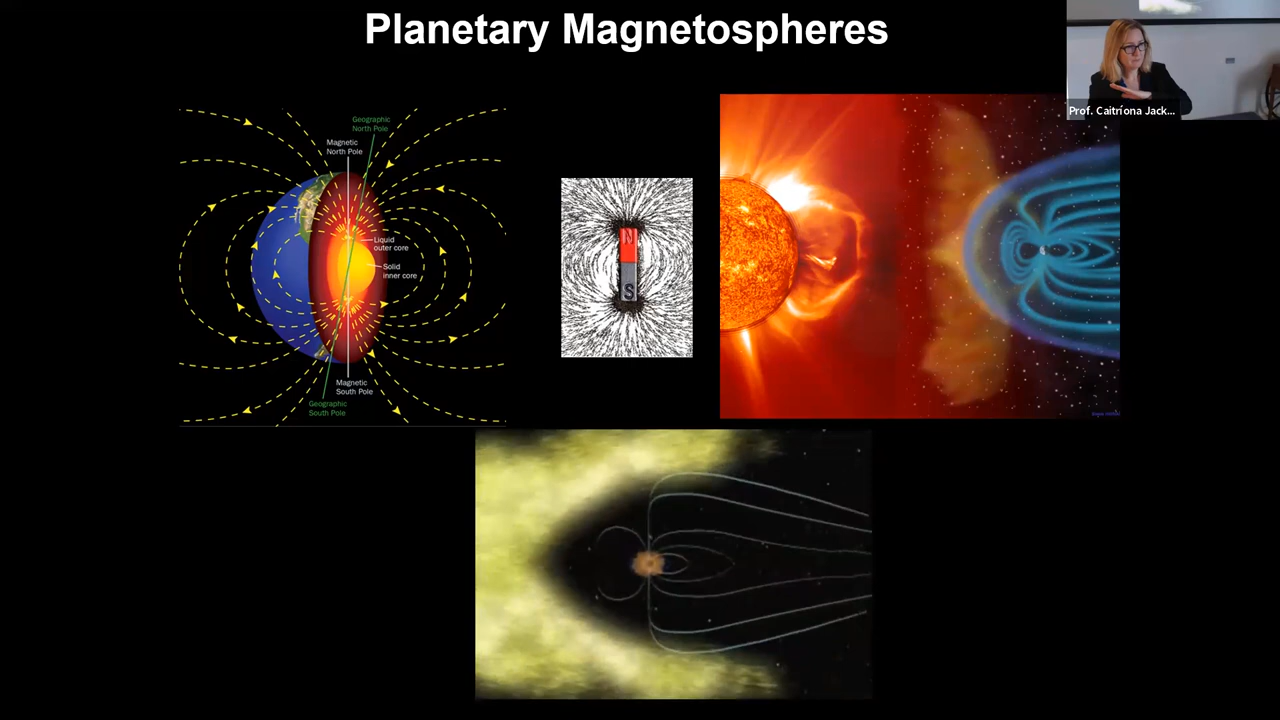 Planetary Magnetospheres
Prof. Caitríona Jack...
Geographic
North Pole
Magnetic
North Pole
Liquid
outer core
Solid
inner core
Magnetic
South Pole
Geographic
South Pole
N
S